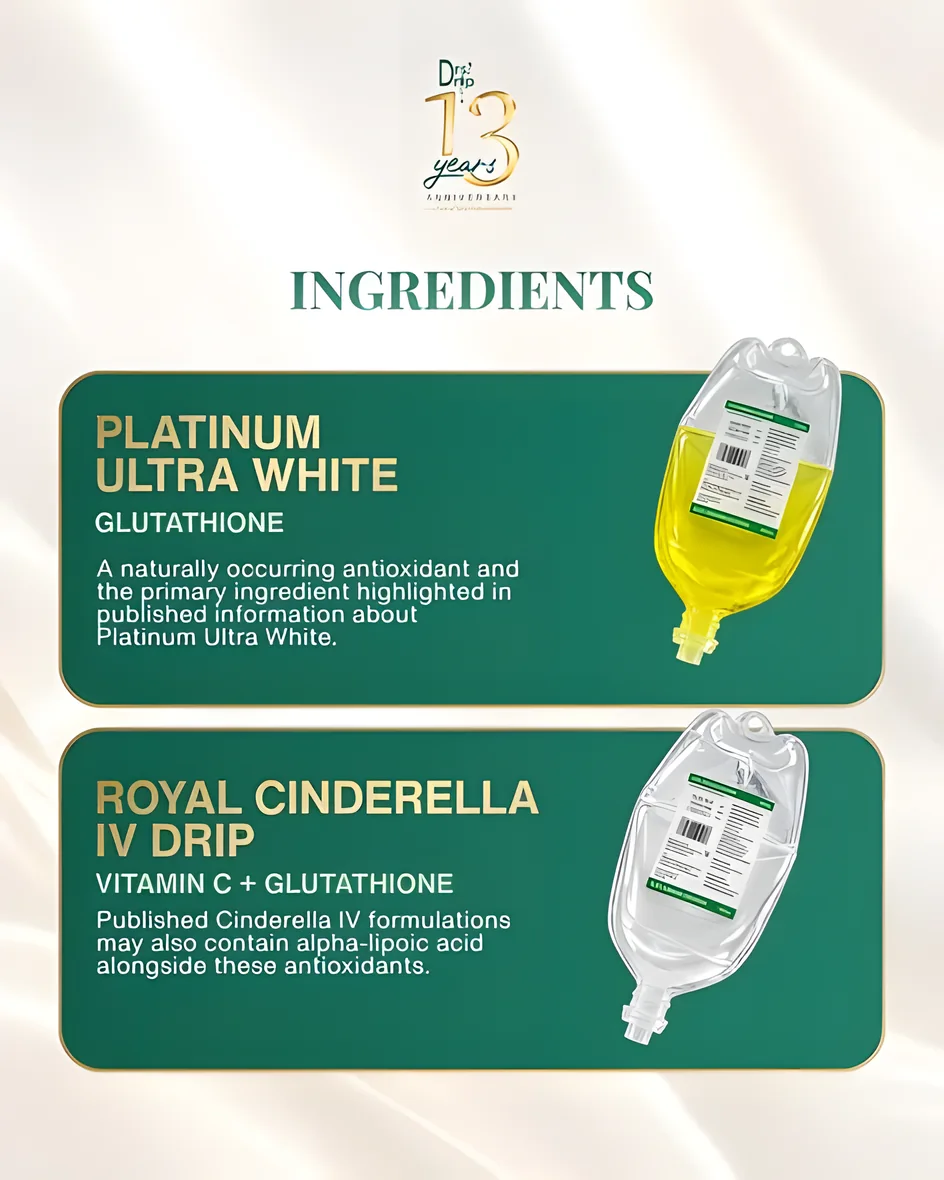 Drs'
Drip
13
years
ANNIVERSARY
INGREDIENTS
PLATINUM
ULTRA WHITE
GLUTATHIONE
A naturally occurring antioxidant and
the primary ingredient highlighted in
published information about
Platinum Ultra White.
ROYAL CINDERELLA
IV DRIP
VITAMIN C + GLUTATHIONE
Published Cinderella IV formulations
may also contain alpha-lipoic acid
alongside these antioxidants.